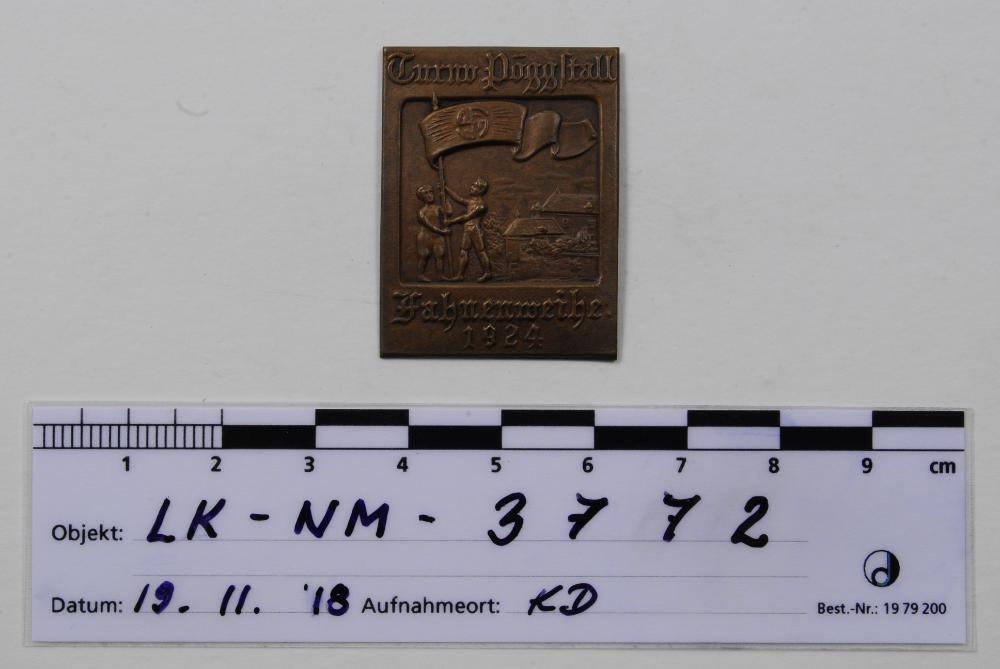 Turnv. Pöggstall
Fahnenweihe
1924
1 2 3 4 5 6 7 8 9 cm
Objekt: LK - NM - 3772
Datum: 19. 11. '18 Aufnahmeort: KD
Best.-Nr.: 19 79 200